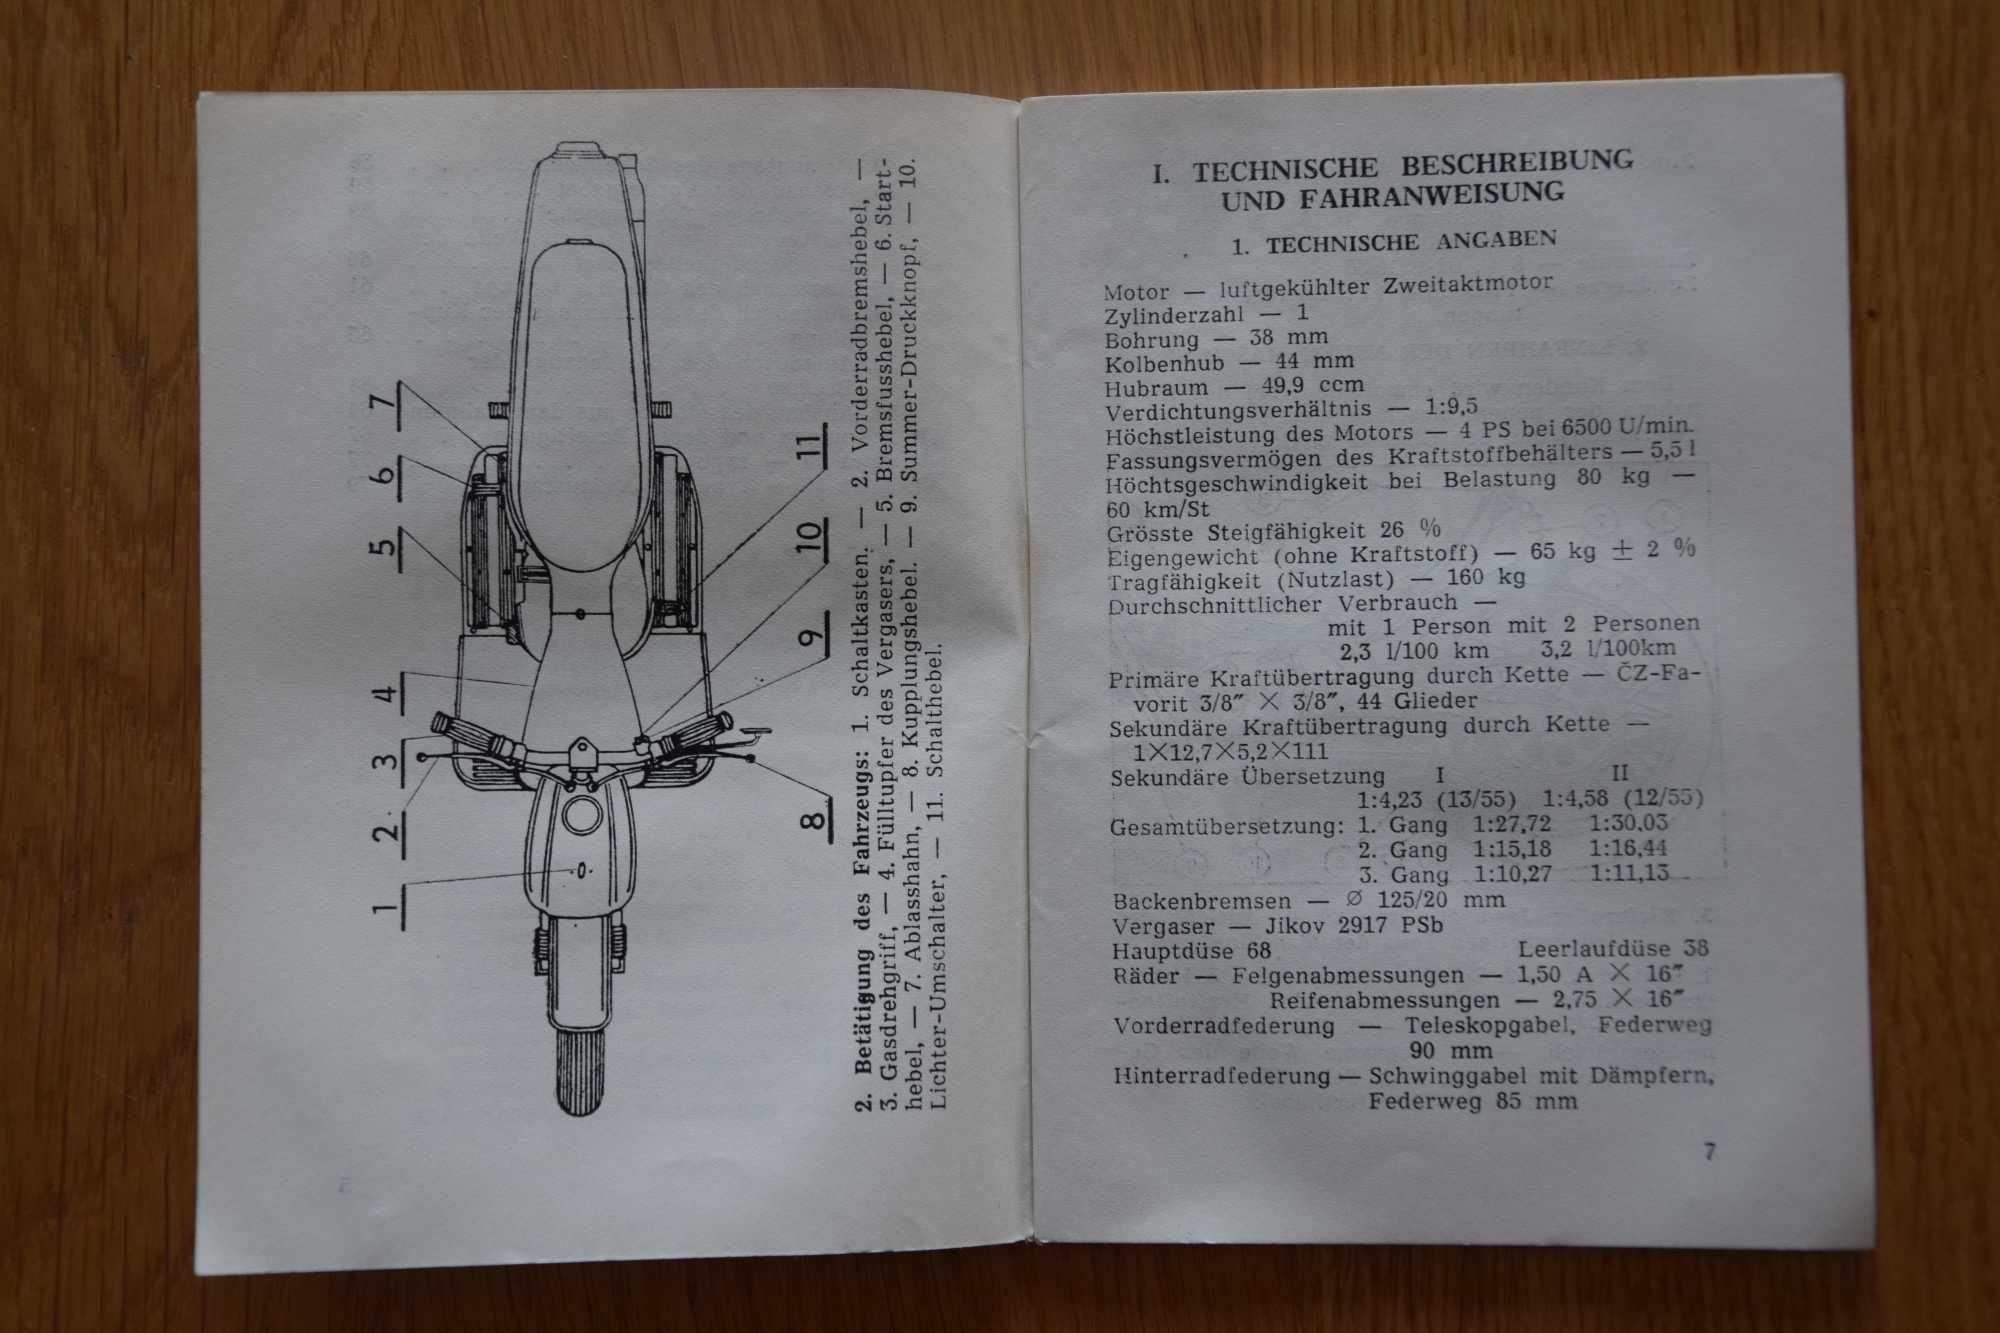 7
6
5
4
3
2
1
11
10
9
8
2. Betätigung des Fahrzeugs: 1. Schaltkasten. — 2. Vorderradbremshebel, —
3. Gasdrehgriff, — 4. Fülltupfer des Vergasers, — 5. Bremsfusshebel, — 6. Start-
hebel, — 7. Ablasshahn, — 8. Kupplungshebel. — 9. Summer-Druckknopf, — 10.
Lichter-Umschalter, — 11. Schalthebel.
I. TECHNISCHE BESCHREIBUNG
UND FAHRANWEISUNG
1. TECHNISCHE ANGABEN
Motor — luftgekühlter Zweitaktmotor
Zylinderzahl — 1
Bohrung — 38 mm
Kolbenhub — 44 mm
Hubraum — 49,9 ccm
Verdichtungsverhältnis — 1:9,5
Höchstleistung des Motors — 4 PS bei 6500 U/min.
Fassungsvermögen des Kraftstoffbehälters — 5,5 l
Höchtsgeschwindigkeit bei Belastung 80 kg —
60 km/St
Grösste Steigfähigkeit 26 %
Eigengewicht (ohne Kraftstoff) — 65 kg ± 2 %
Tragfähigkeit (Nutzlast) — 160 kg
Durchschnittlicher Verbrauch —
mit 1 Person mit 2 Personen
2,3 l/100 km 3,2 l/100km
Primäre Kraftübertragung durch Kette — ČZ-Fa-
vorit 3/8″ × 3/8″, 44 Glieder
Sekundäre Kraftübertragung durch Kette —
1×12,7×5,2×111
Sekundäre Übersetzung I II
1:4,23 (13/55) 1:4,58 (12/55)
Gesamtübersetzung: 1. Gang 1:27,72 1:30,03
2. Gang 1:15,18 1:16,44
3. Gang 1:10,27 1:11,13
Backenbremsen — Ø 125/20 mm
Vergaser — Jikov 2917 PSb
Hauptdüse 68 Leerlaufdüse 38
Räder — Felgenabmessungen — 1,50 A × 16″
Reifenabmessungen — 2,75 × 16″
Vorderradfederung — Teleskopgabel, Federweg
90 mm
Hinterradfederung — Schwinggabel mit Dämpfern,
Federweg 85 mm
7